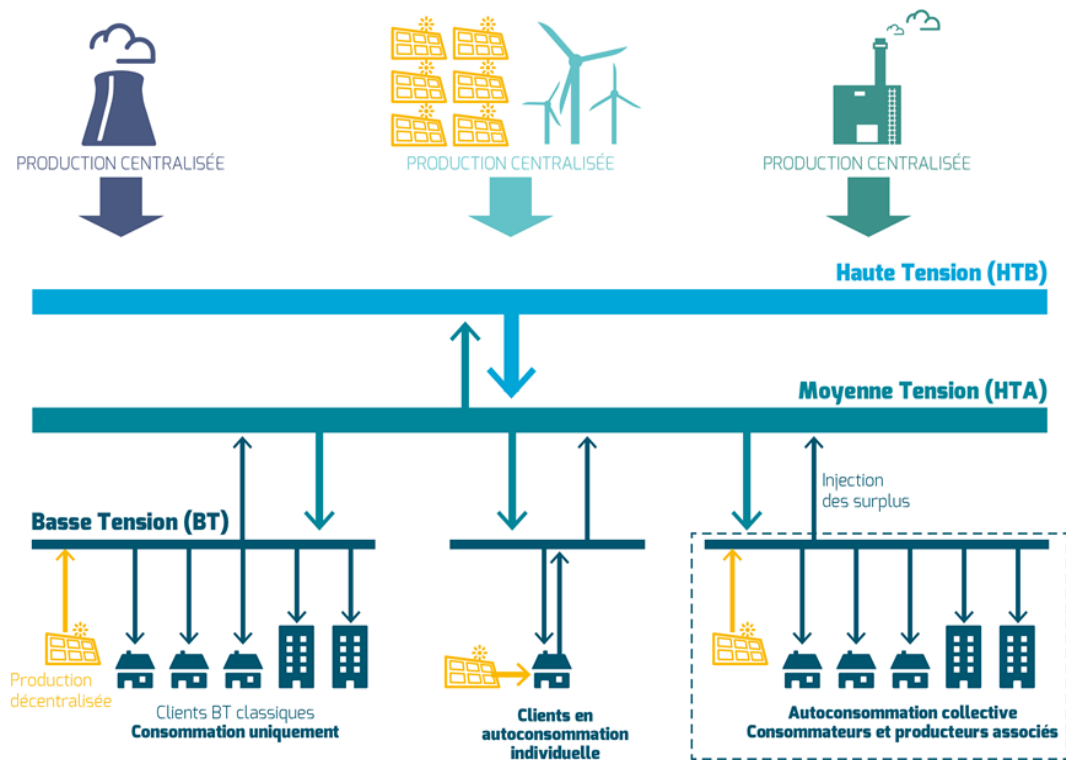 PRODUCTION CENTRALISÉE
PRODUCTION CENTRALISÉE
PRODUCTION CENTRALISÉE
Haute Tension (HTB)
Moyenne Tension (HTA)
Injection
des surplus
Basse Tension (BT)
Production
décentralisée
Clients BT classiques
Consommation uniquement
Clients en
autoconsommation
individuelle
Autoconsommation collective
Consommateurs et producteurs associés